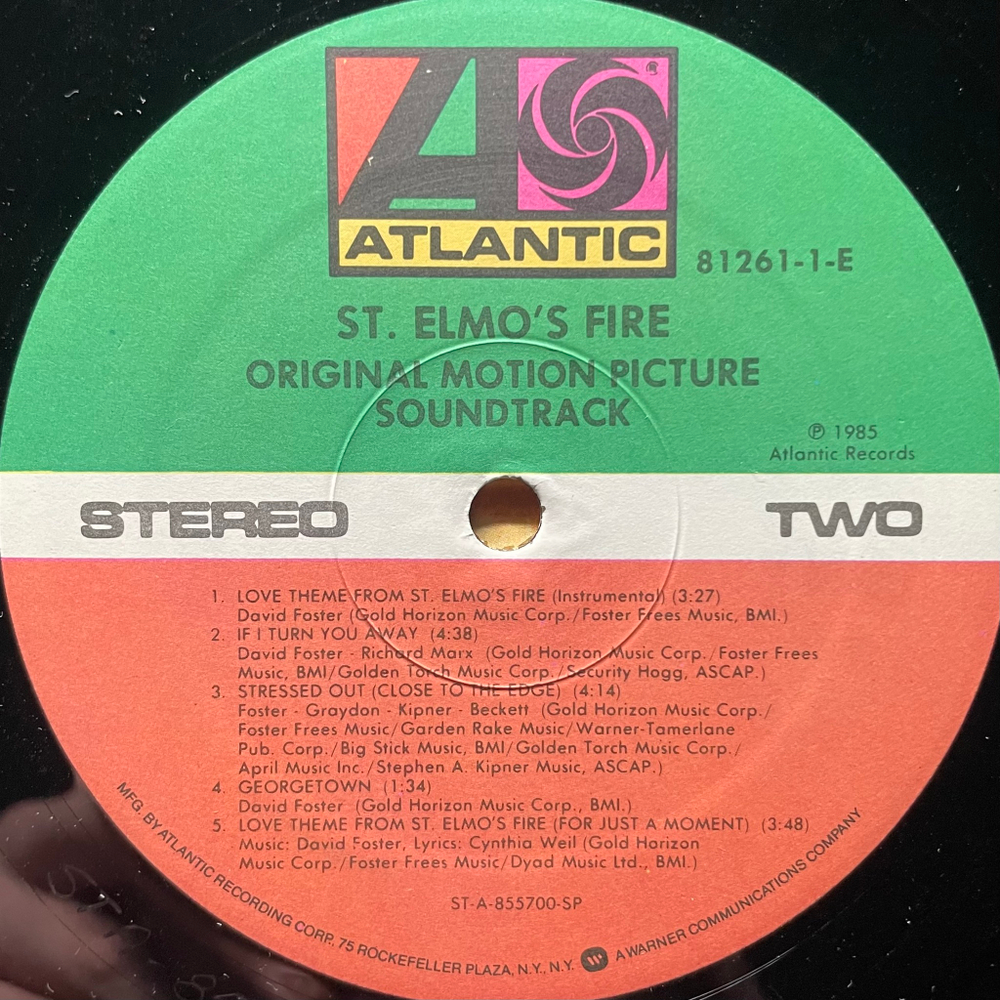 A
®
ATLANTIC
81261-1-E
ST. ELMO'S FIRE
ORIGINAL MOTION PICTURE
SOUNDTRACK
℗ 1985
Atlantic Records
STEREO
TWO
1. LOVE THEME FROM ST. ELMO'S FIRE (Instrumental) (3:27)
David Foster (Gold Horizon Music Corp./Foster Frees Music, BMI.)
2. IF I TURN YOU AWAY (4:38)
David Foster - Richard Marx (Gold Horizon Music Corp./Foster Frees
Music, BMI/Golden Torch Music Corp./Security Hogg, ASCAP.)
3. STRESSED OUT (CLOSE TO THE EDGE) (4:14)
Foster - Graydon - Kipner - Beckett (Gold Horizon Music Corp./
Foster Frees Music/Garden Rake Music/Warner-Tamerlane
Pub. Corp./Big Stick Music, BMI/Golden Torch Music Corp./
April Music Inc./Stephen A. Kipner Music, ASCAP.)
4. GEORGETOWN (1:34)
David Foster (Gold Horizon Music Corp., BMI.)
5. LOVE THEME FROM ST. ELMO'S FIRE (FOR JUST A MOMENT) (3:48)
Music: David Foster, Lyrics: Cynthia Weil (Gold Horizon
Music Corp./Foster Frees Music/Dyad Music Ltd., BMI.)
ST-A-855700-SP
MFG. BY ATLANTIC RECORDING CORP. 75 ROCKEFELLER PLAZA, N.Y., N.Y. A WARNER COMMUNICATIONS COMPANY